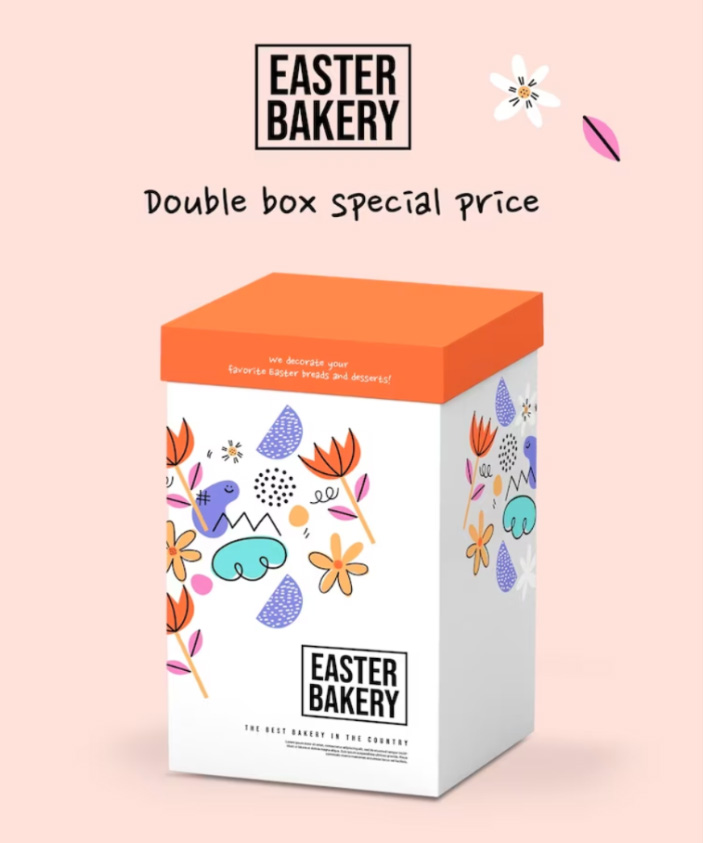 EASTER
BAKERY
Double box special price
We decorate your
favorite Easter breads and desserts!
EASTER
BAKERY
THE BEST BAKERY IN THE COUNTRY